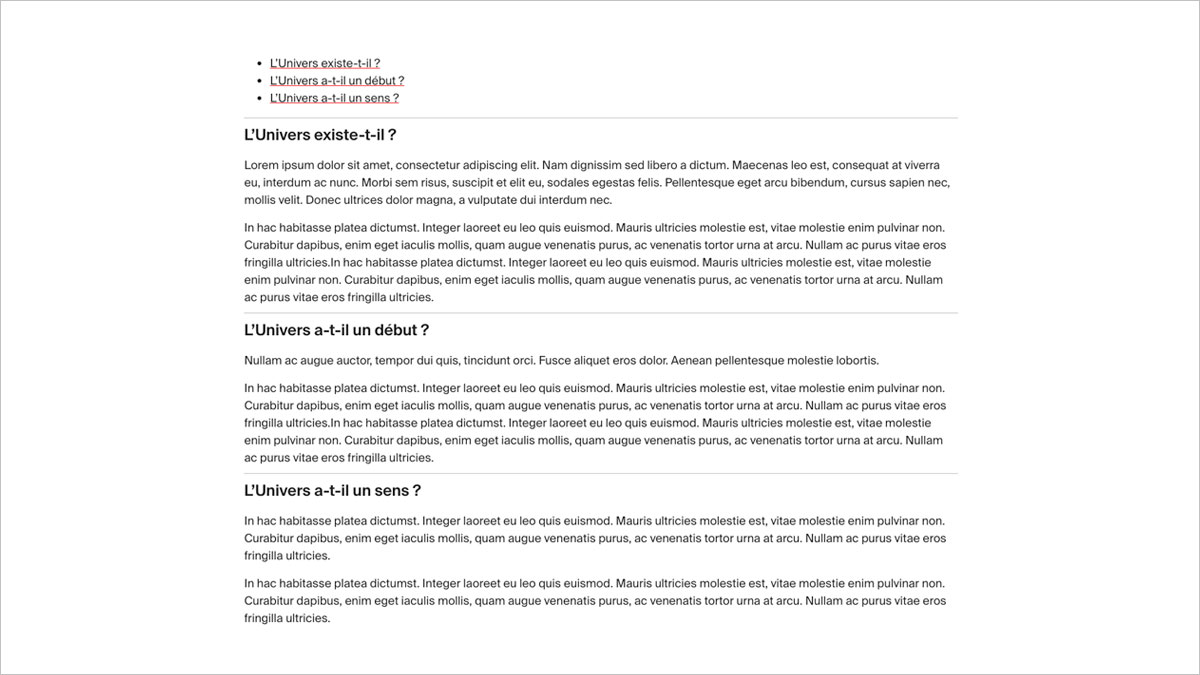 L’Univers existe-t-il ?
L’Univers a-t-il un début ?
L’Univers a-t-il un sens ?
L’Univers existe-t-il ?
Lorem ipsum dolor sit amet, consectetur adipiscing elit. Nam dignissim sed libero a dictum. Maecenas leo est, consequat at viverra
eu, interdum ac nunc. Morbi sem risus, suscipit et elit eu, sodales egestas felis. Pellentesque eget arcu bibendum, cursus sapien nec,
mollis velit. Donec ultrices dolor magna, a vulputate dui interdum nec.
In hac habitasse platea dictumst. Integer laoreet eu leo quis euismod. Mauris ultricies molestie est, vitae molestie enim pulvinar non.
Curabitur dapibus, enim eget iaculis mollis, quam augue venenatis purus, ac venenatis tortor urna at arcu. Nullam ac purus vitae eros
fringilla ultricies.In hac habitasse platea dictumst. Integer laoreet eu leo quis euismod. Mauris ultricies molestie est, vitae molestie
enim pulvinar non. Curabitur dapibus, enim eget iaculis mollis, quam augue venenatis purus, ac venenatis tortor urna at arcu. Nullam
ac purus vitae eros fringilla ultricies.
L’Univers a-t-il un début ?
Nullam ac augue auctor, tempor dui quis, tincidunt orci. Fusce aliquet eros dolor. Aenean pellentesque molestie lobortis.
In hac habitasse platea dictumst. Integer laoreet eu leo quis euismod. Mauris ultricies molestie est, vitae molestie enim pulvinar non.
Curabitur dapibus, enim eget iaculis mollis, quam augue venenatis purus, ac venenatis tortor urna at arcu. Nullam ac purus vitae eros
fringilla ultricies.In hac habitasse platea dictumst. Integer laoreet eu leo quis euismod. Mauris ultricies molestie est, vitae molestie
enim pulvinar non. Curabitur dapibus, enim eget iaculis mollis, quam augue venenatis purus, ac venenatis tortor urna at arcu. Nullam
ac purus vitae eros fringilla ultricies.
L’Univers a-t-il un sens ?
In hac habitasse platea dictumst. Integer laoreet eu leo quis euismod. Mauris ultricies molestie est, vitae molestie enim pulvinar non.
Curabitur dapibus, enim eget iaculis mollis, quam augue venenatis purus, ac venenatis tortor urna at arcu. Nullam ac purus vitae eros
fringilla ultricies.
In hac habitasse platea dictumst. Integer laoreet eu leo quis euismod. Mauris ultricies molestie est, vitae molestie enim pulvinar non.
Curabitur dapibus, enim eget iaculis mollis, quam augue venenatis purus, ac venenatis tortor urna at arcu. Nullam ac purus vitae eros
fringilla ultricies.